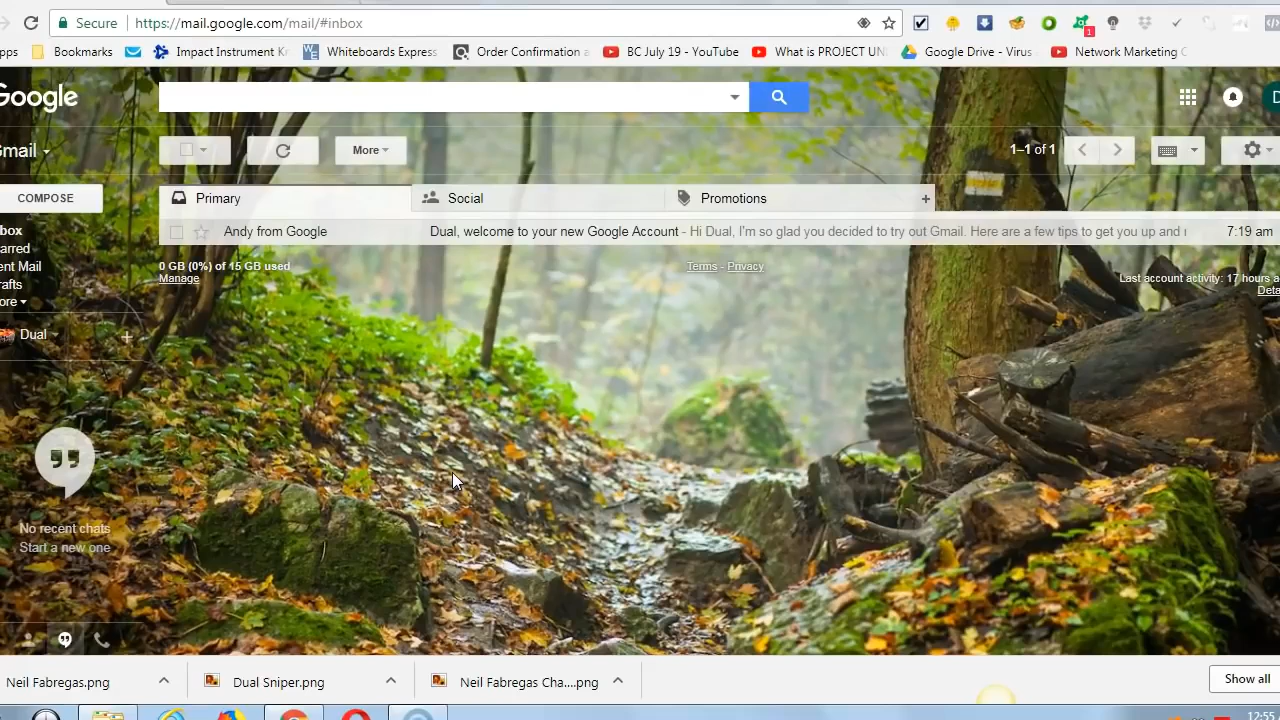 Secure https://mail.google.com/mail/#inbox
pps Bookmarks Impact Instrument Whiteboards Express Order Confirmation a BC July 19 - YouTube What is PROJECT UN Google Drive - Virus Network Marketing
1
Google
Gmail More 1–1 of 1
COMPOSE Primary Social Promotions +
box Andy from Google Dual, welcome to your new Google Account - Hi Dual, I'm so glad you decided to try out Gmail. Here are a few tips to get you up and 7:19 am
arred
ent Mail
rafts
ore
0 GB (0%) of 15 GB used
Manage
Terms - Privacy
Last account activity: 17 hours a
Deta
Dual +
No recent chats
Start a new one
Neil Fabregas.png Dual Sniper.png Neil Fabregas Cha....png Show all
12:55